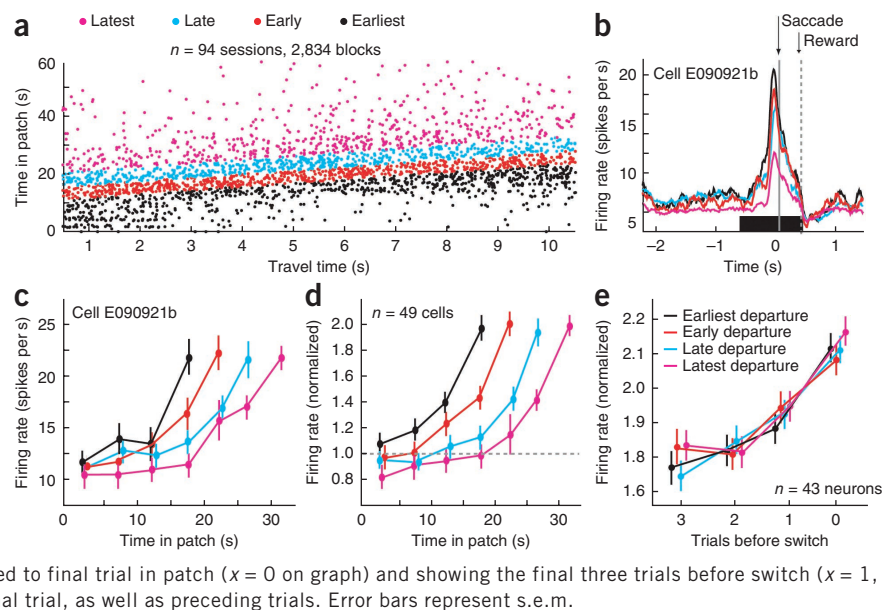 Latest Late Early Earliest
a
n = 94 sessions, 2,834 blocks
Time in patch (s)
60
40
20
0
1 2 3 4 5 6 7 8 9 10
Travel time (s)
b
Saccade
Reward
Cell E090921b
Firing rate (spikes per s)
20
15
10
5
–2 –1 0 1
Time (s)
c
Cell E090921b
Firing rate (spikes per s)
25
20
15
10
0 10 20 30
Time in patch (s)
d
n = 49 cells
Firing rate (normalized)
2.0
1.8
1.6
1.4
1.2
1.0
0.8
0 10 20 30
Time in patch (s)
e
Earliest departure
Early departure
Late departure
Latest departure
Firing rate (normalized)
2.2
2.0
1.8
1.6
n = 43 neurons
3 2 1 0
Trials before switch
ed to final trial in patch (x = 0 on graph) and showing the final three trials before switch (x = 1,
al trial, as well as preceding trials. Error bars represent s.e.m.